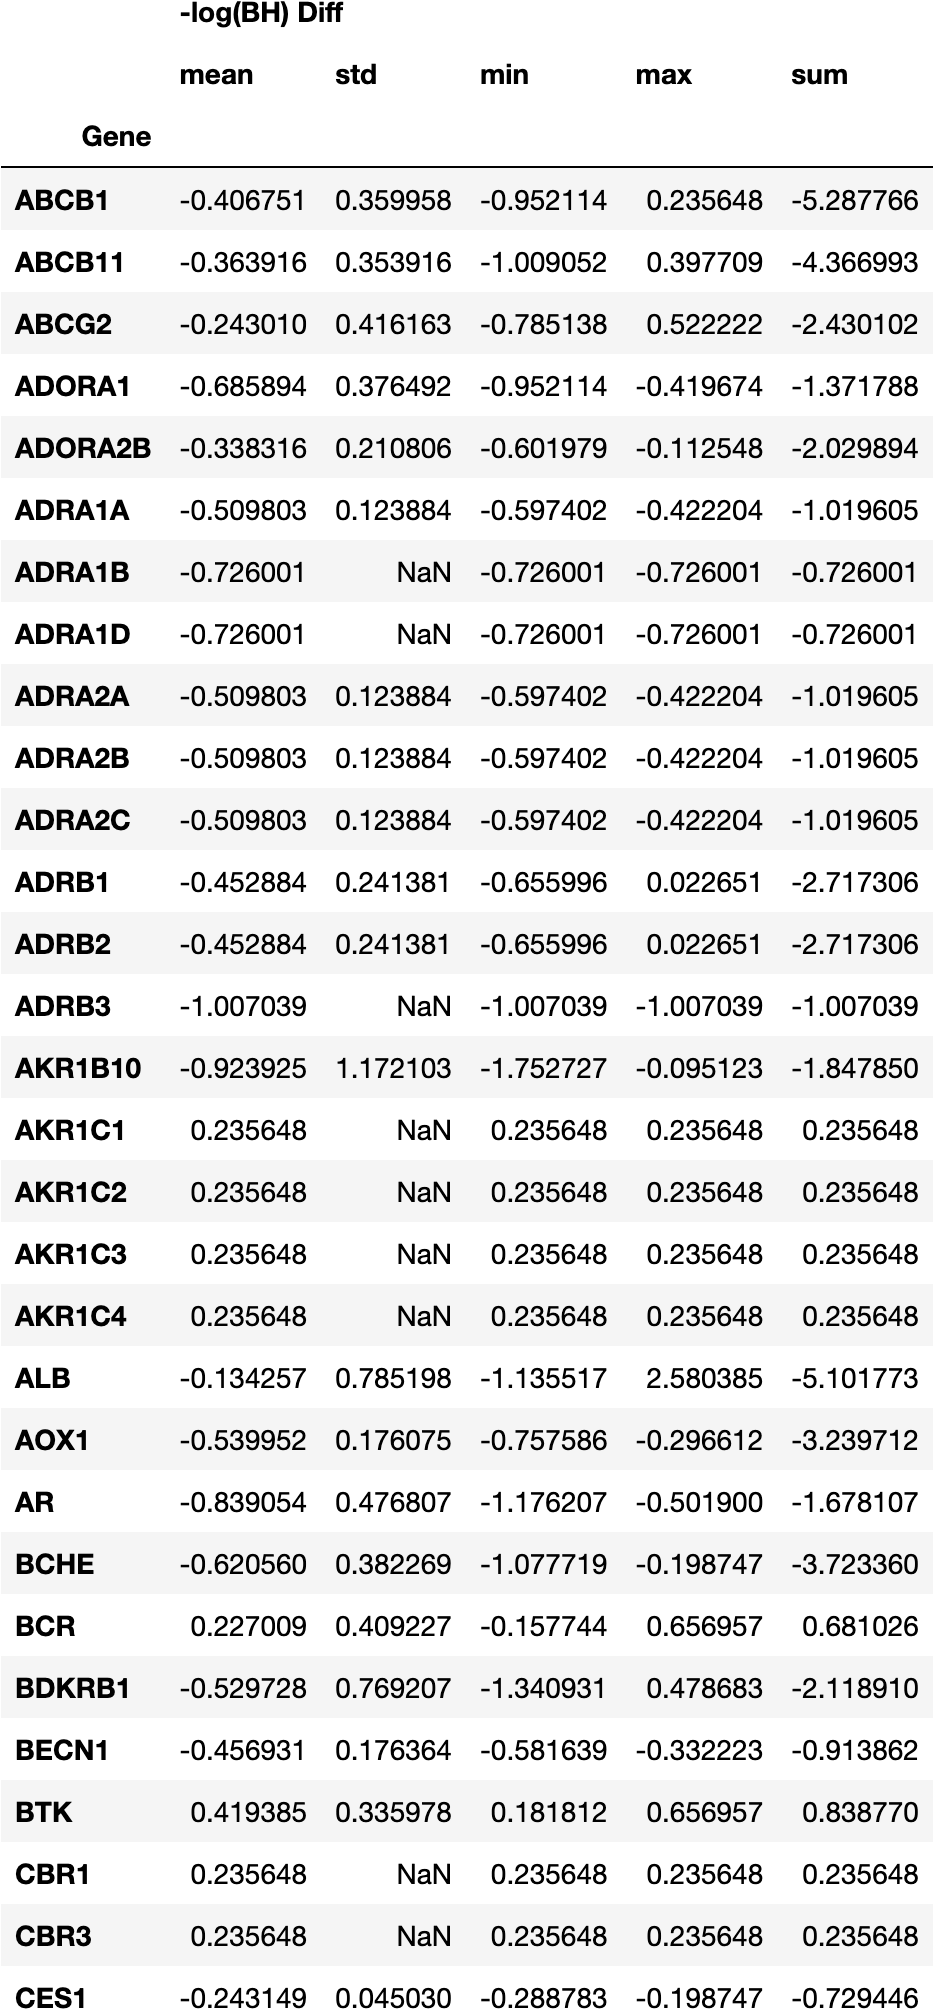 -log(BH) Diff
mean std min max sum
Gene
ABCB1 -0.406751 0.359958 -0.952114 0.235648 -5.287766
ABCB11 -0.363916 0.353916 -1.009052 0.397709 -4.366993
ABCG2 -0.243010 0.416163 -0.785138 0.522222 -2.430102
ADORA1 -0.685894 0.376492 -0.952114 -0.419674 -1.371788
ADORA2B -0.338316 0.210806 -0.601979 -0.112548 -2.029894
ADRA1A -0.509803 0.123884 -0.597402 -0.422204 -1.019605
ADRA1B -0.726001 NaN -0.726001 -0.726001 -0.726001
ADRA1D -0.726001 NaN -0.726001 -0.726001 -0.726001
ADRA2A -0.509803 0.123884 -0.597402 -0.422204 -1.019605
ADRA2B -0.509803 0.123884 -0.597402 -0.422204 -1.019605
ADRA2C -0.509803 0.123884 -0.597402 -0.422204 -1.019605
ADRB1 -0.452884 0.241381 -0.655996 0.022651 -2.717306
ADRB2 -0.452884 0.241381 -0.655996 0.022651 -2.717306
ADRB3 -1.007039 NaN -1.007039 -1.007039 -1.007039
AKR1B10 -0.923925 1.172103 -1.752727 -0.095123 -1.847850
AKR1C1 0.235648 NaN 0.235648 0.235648 0.235648
AKR1C2 0.235648 NaN 0.235648 0.235648 0.235648
AKR1C3 0.235648 NaN 0.235648 0.235648 0.235648
AKR1C4 0.235648 NaN 0.235648 0.235648 0.235648
ALB -0.134257 0.785198 -1.135517 2.580385 -5.101773
AOX1 -0.539952 0.176075 -0.757586 -0.296612 -3.239712
AR -0.839054 0.476807 -1.176207 -0.501900 -1.678107
BCHE -0.620560 0.382269 -1.077719 -0.198747 -3.723360
BCR 0.227009 0.409227 -0.157744 0.656957 0.681026
BDKRB1 -0.529728 0.769207 -1.340931 0.478683 -2.118910
BECN1 -0.456931 0.176364 -0.581639 -0.332223 -0.913862
BTK 0.419385 0.335978 0.181812 0.656957 0.838770
CBR1 0.235648 NaN 0.235648 0.235648 0.235648
CBR3 0.235648 NaN 0.235648 0.235648 0.235648
CES1 -0.243149 0.045030 -0.288783 -0.198747 -0.729446